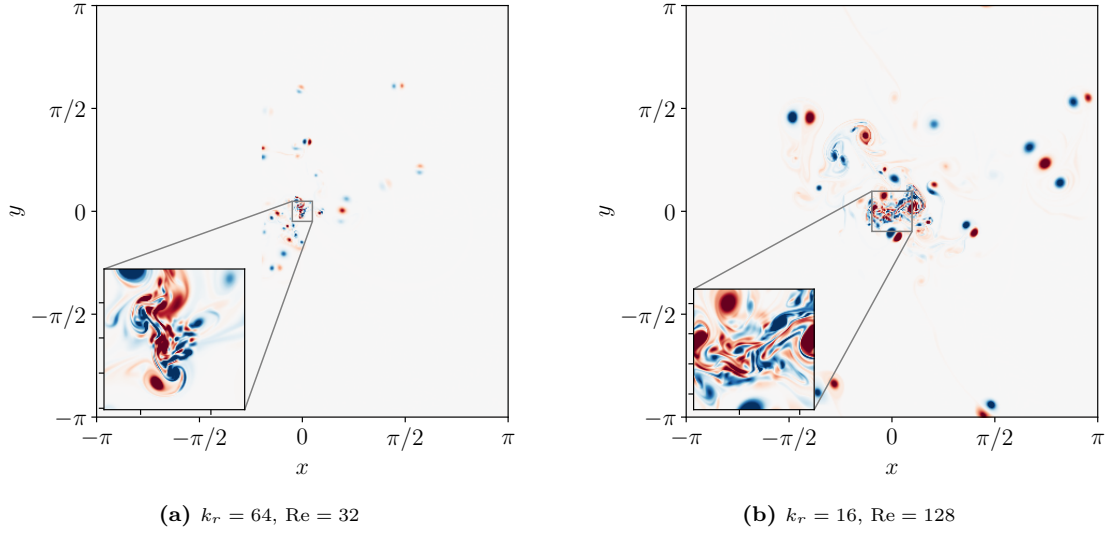 π
π/2
0
−π/2
−π
y
−π
−π/2
0
π/2
π
x
(a) k_r = 64, Re = 32
π
π/2
0
−π/2
−π
y
−π
−π/2
0
π/2
π
x
(b) k_r = 16, Re = 128